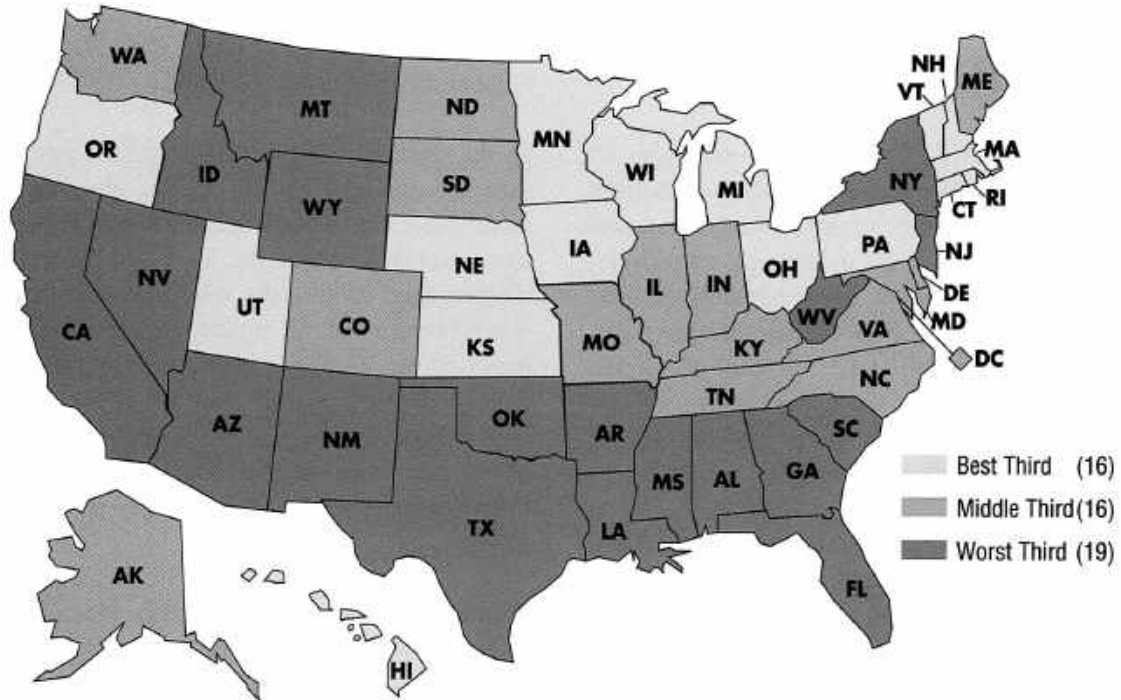 WA
NH
ME
VT
MT
ND
MN
OR
MA
ID
SD
WI
MI
NY
RI
WY
CT
IA
PA
NE
NJ
NV
OH
UT
IL
IN
DE
CO
WV
MD
CA
VA
KS
MO
KY
DC
NC
TN
AZ
OK
NM
AR
SC
Best Third (16)
GA
MS
AL
Middle Third (16)
TX
LA
Worst Third (19)
AK
FL
HI